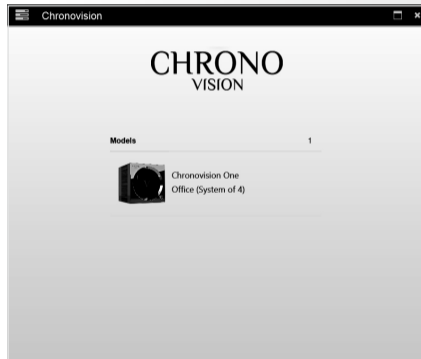 Chronovision
CHRONO
VISION
Models 1
Chronovision One
Office (System of 4)